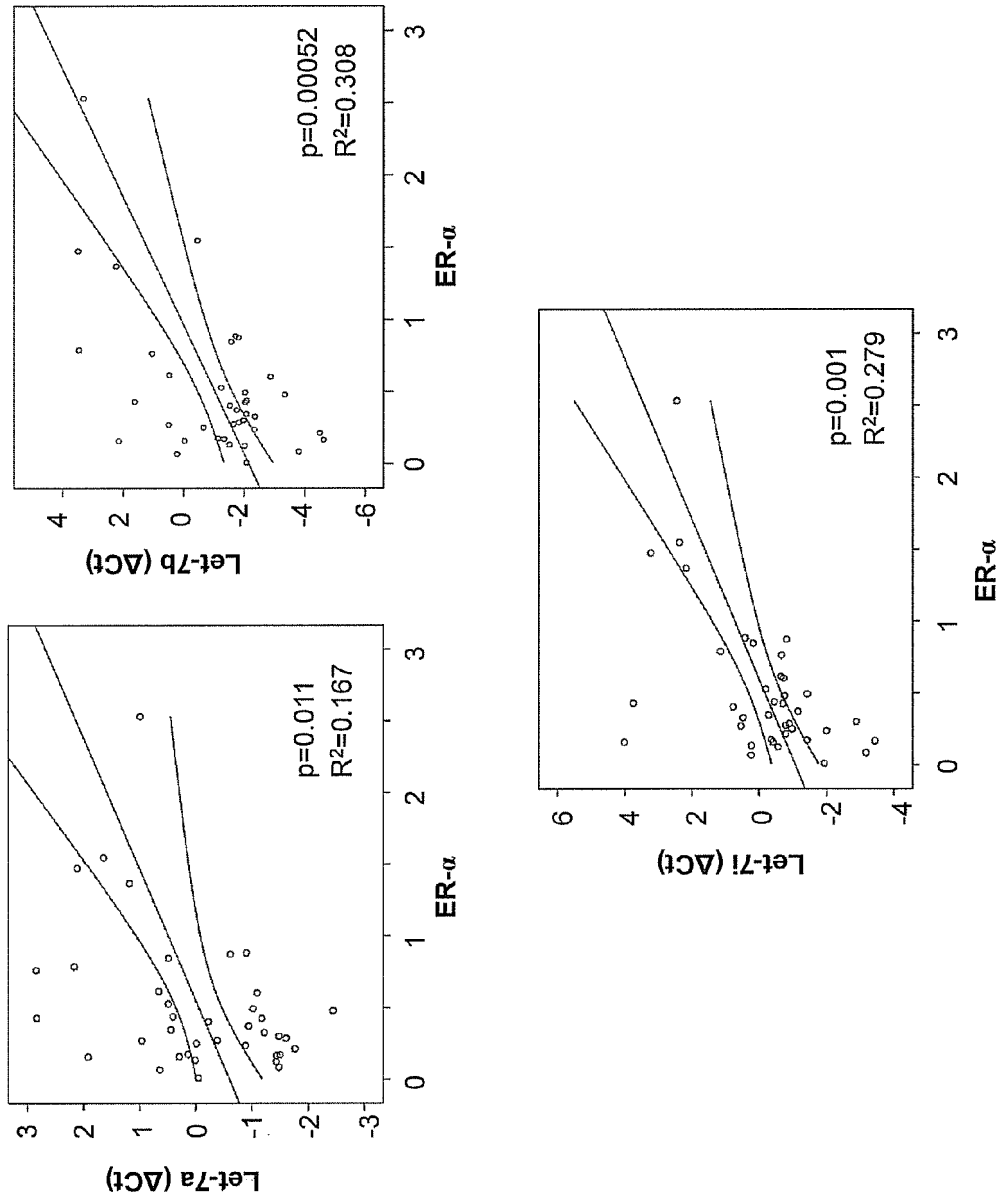 Let-7a (ΔCt)
3
2
1
0
-1
-2
-3
p=0.011
R²=0.167
0
1
2
3
ER-α
Let-7b (ΔCt)
4
2
0
-2
-4
-6
p=0.00052
R²=0.308
0
1
2
3
ER-α
Let-7i (ΔCt)
6
4
2
0
-2
-4
p=0.001
R²=0.279
0
1
2
3
ER-α